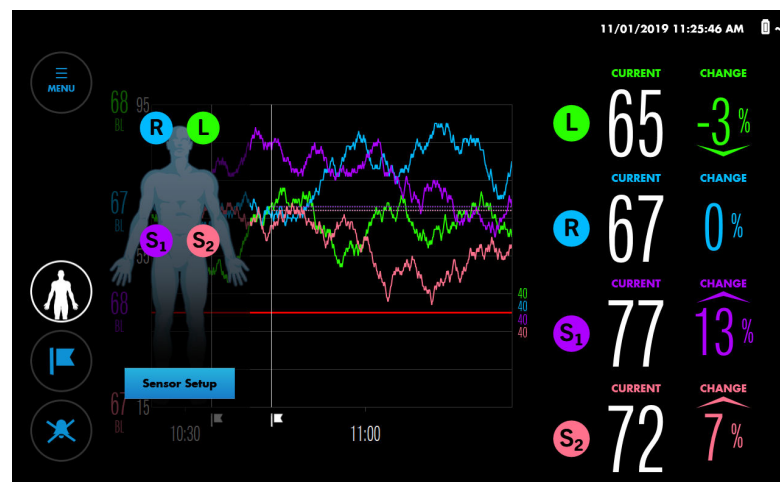 11/01/2019 11:25:46 AM
MENU
68
BL
95
R
L
67
BL
55
S1
S2
68
BL
40
40
40
40
Sensor Setup
67
BL
15
10:30
11:00
CURRENT
CHANGE
L
65
-3 %
CURRENT
CHANGE
R
67
0 %
CURRENT
CHANGE
S1
77
13 %
CURRENT
CHANGE
S2
72
7 %